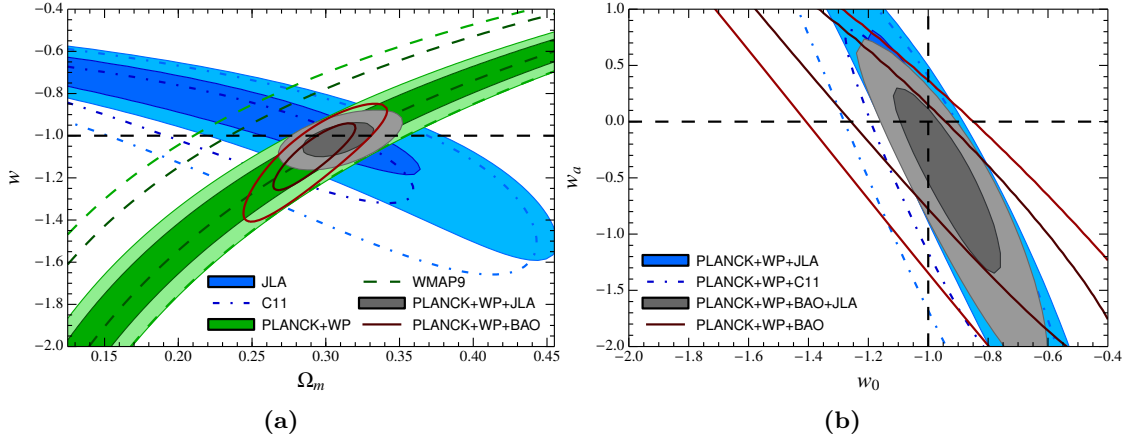 −0.4
−0.6
−0.8
−1.0
−1.2
−1.4
−1.6
−1.8
−2.0
w
0.15 0.20 0.25 0.30 0.35 0.40 0.45
Ωm
JLA
C11
PLANCK+WP
WMAP9
PLANCK+WP+JLA
PLANCK+WP+BAO
(a)
1.0
0.5
0.0
−0.5
−1.0
−1.5
−2.0
wa
PLANCK+WP+JLA
PLANCK+WP+C11
PLANCK+WP+BAO+JLA
PLANCK+WP+BAO
−2.0 −1.8 −1.6 −1.4 −1.2 −1.0 −0.8 −0.6 −0.4
w0
(b)